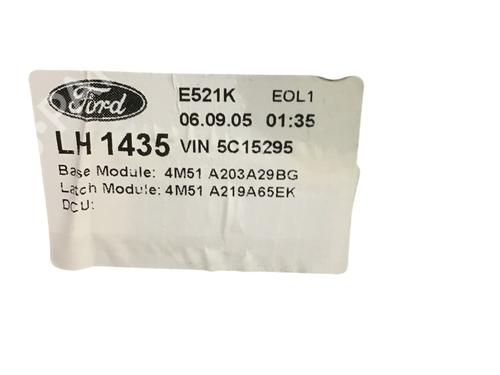 Ford E521K EOL1
06.09.05 01:35
LH 1435 VIN 5C15295
Base Module: 4M51 A203A29BG
Latch Module: 4M51 A219A65EK
DCU: